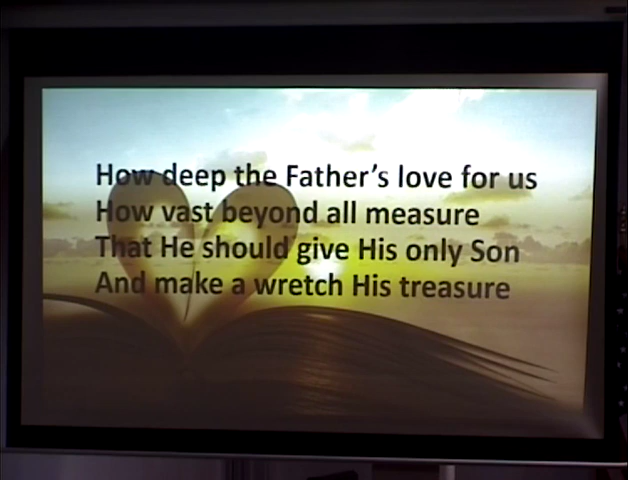 How deep the Father's love for us
How vast beyond all measure
That He should give His only Son
And make a wretch His treasure